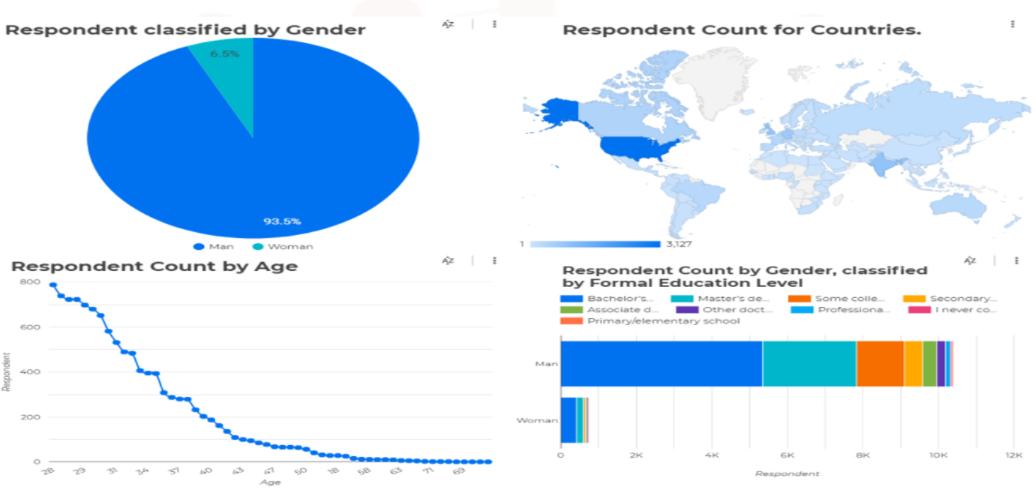 Respondent classified by Gender
6.5%
93.5%
Man
Woman
Respondent Count for Countries.
1
3,127
Respondent Count by Age
800
600
400
200
0
Respondent
28
29
31
34
37
40
43
47
50
18
58
63
71
69
Age
Respondent Count by Gender, classified
by Formal Education Level
Bachelor's...
Master's de...
Some colle...
Secondary...
Associate d...
Other doct...
Professiona...
I never co...
Primary/elementary school
Man
Woman
0
2K
4K
6K
8K
10K
12K
Respondent